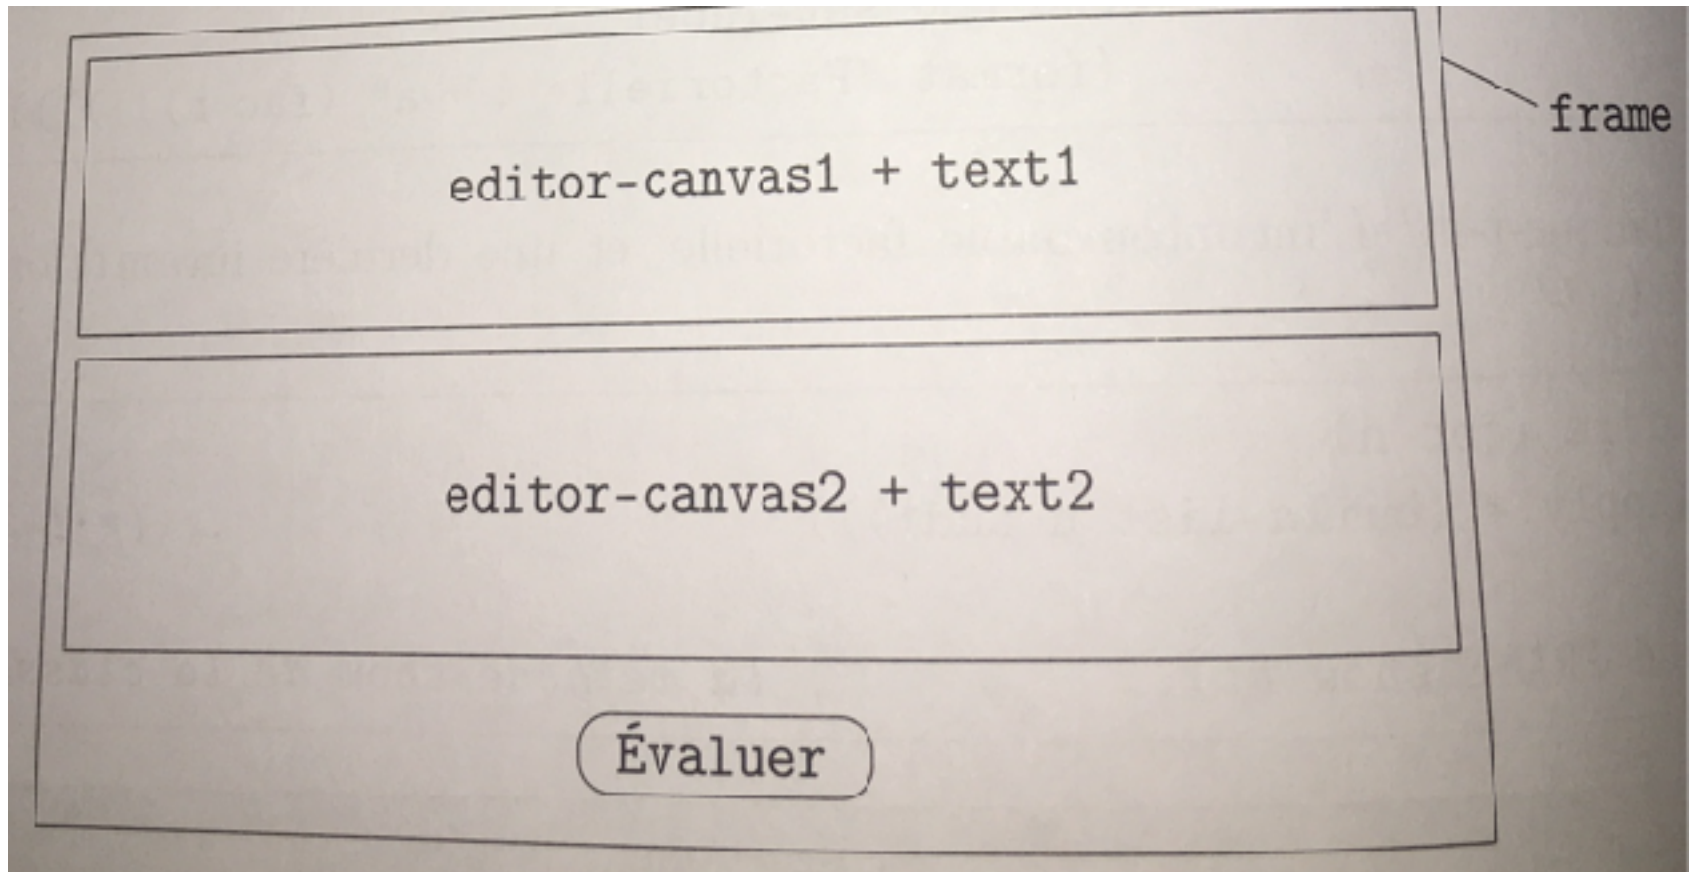 frame
editor-canvas1 + text1
editor-canvas2 + text2
Évaluer